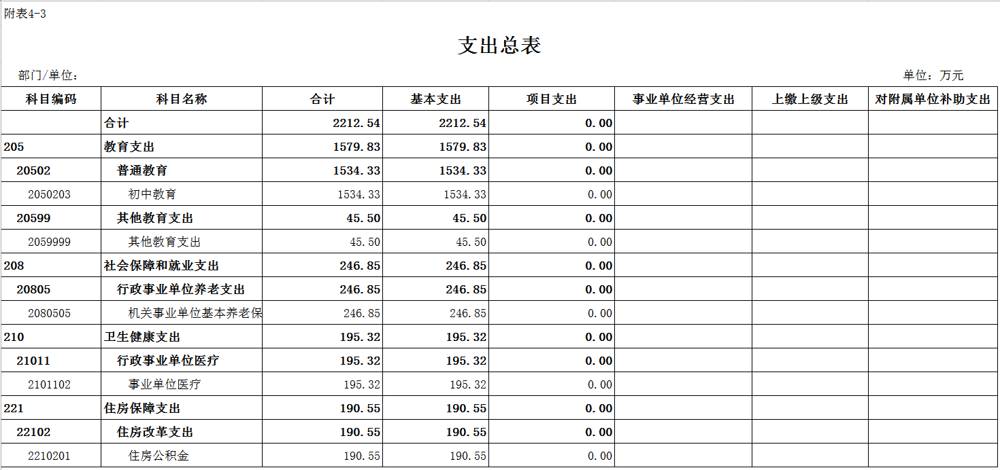 附表4-3
支出总表
部门/单位: 单位: 万元
科目编码 科目名称 合计 基本支出 项目支出 事业单位经营支出 上缴上级支出 对附属单位补助支出
合计 2212.54 2212.54 0.00
205 教育支出 1579.83 1579.83 0.00
20502 普通教育 1534.33 1534.33 0.00
2050203 初中教育 1534.33 1534.33 0.00
20599 其他教育支出 45.50 45.50 0.00
2059999 其他教育支出 45.50 45.50 0.00
208 社会保障和就业支出 246.85 246.85 0.00
20805 行政事业单位养老支出 246.85 246.85 0.00
2080505 机关事业单位基本养老保 246.85 246.85 0.00
210 卫生健康支出 195.32 195.32 0.00
21011 行政事业单位医疗 195.32 195.32 0.00
2101102 事业单位医疗 195.32 195.32 0.00
221 住房保障支出 190.55 190.55 0.00
22102 住房改革支出 190.55 190.55 0.00
2210201 住房公积金 190.55 190.55 0.00